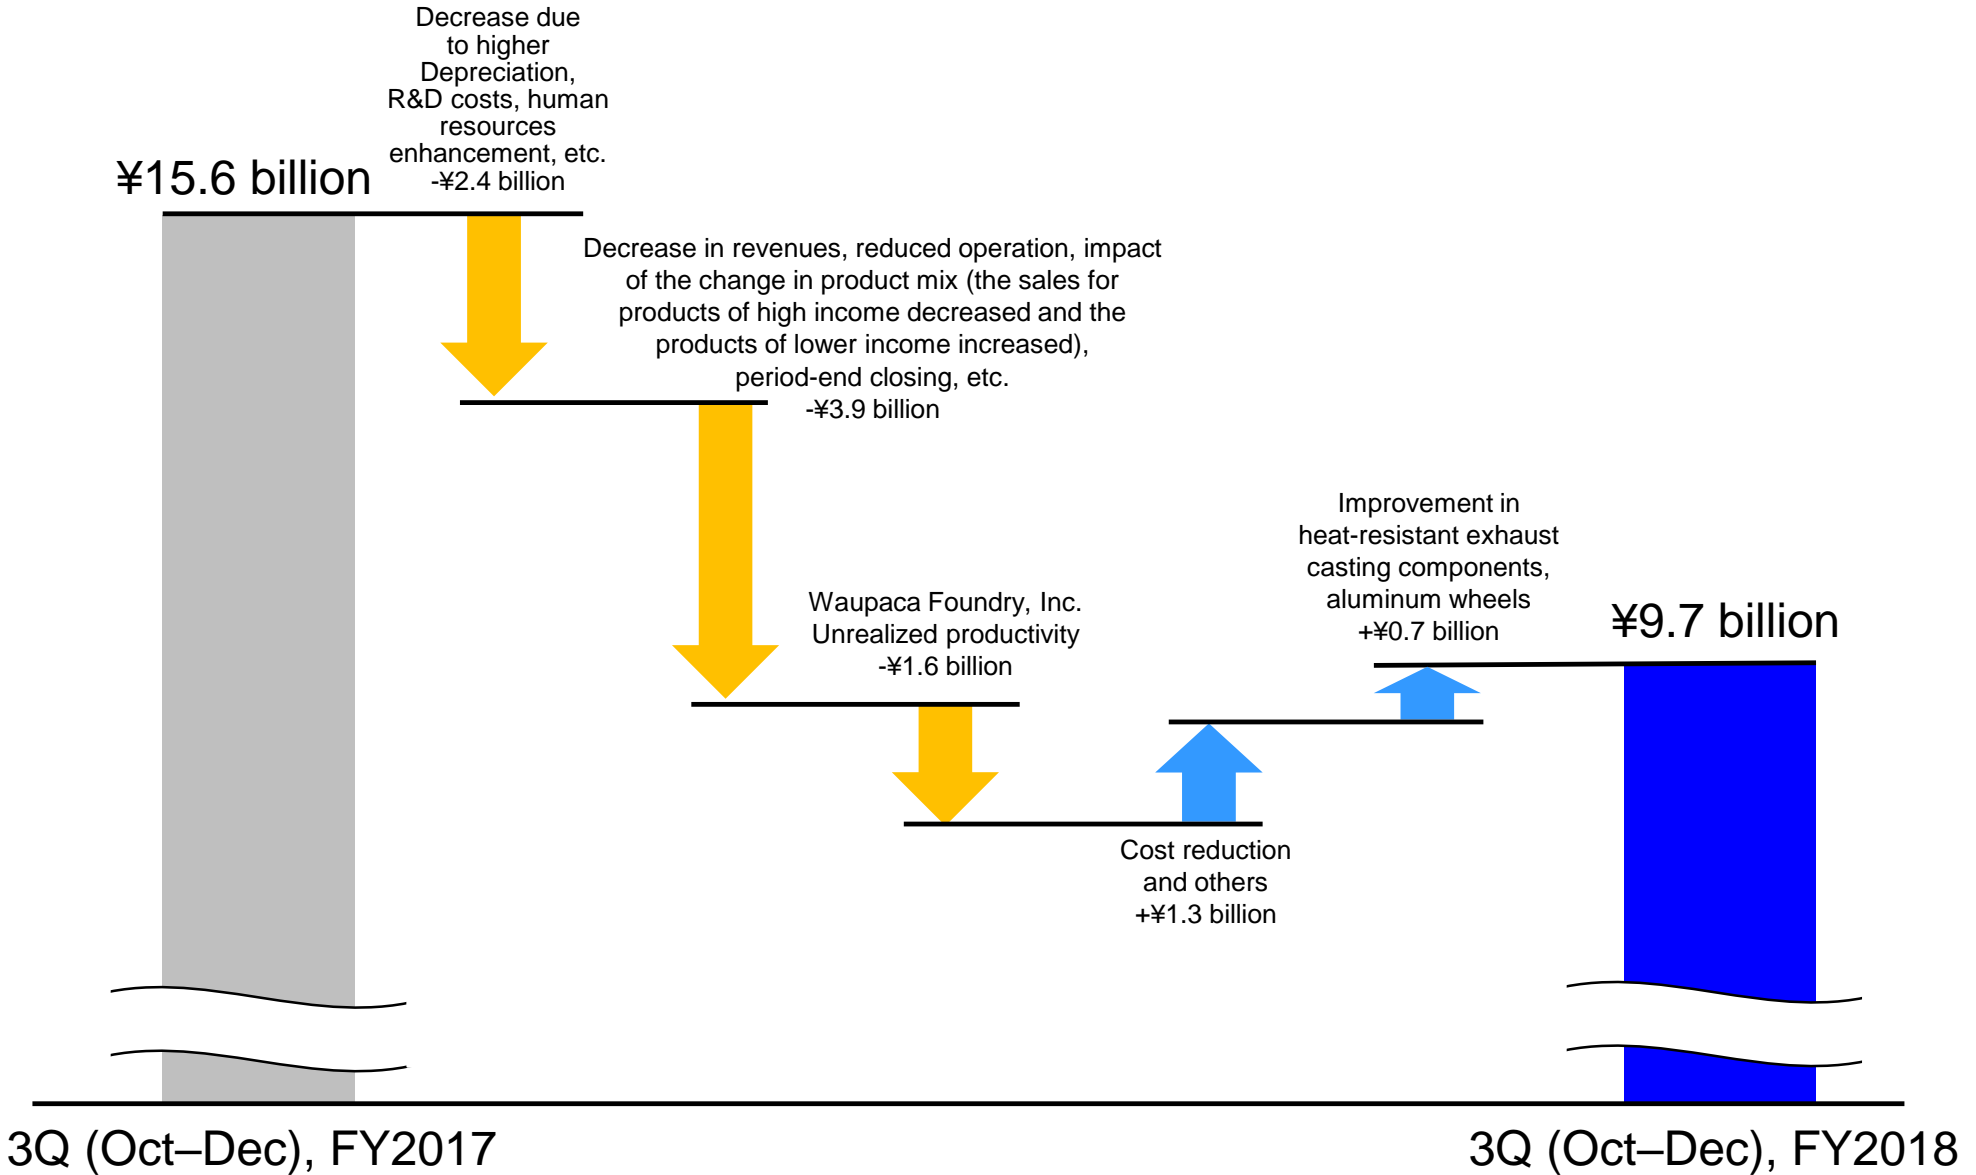 Decrease due
to higher
Depreciation,
R&D costs, human
resources
enhancement, etc.
-¥2.4 billion
¥15.6 billion
Decrease in revenues, reduced operation, impact
of the change in product mix (the sales for
products of high income decreased and the
products of lower income increased),
period-end closing, etc.
-¥3.9 billion
Waupaca Foundry, Inc.
Unrealized productivity
-¥1.6 billion
Cost reduction
and others
+¥1.3 billion
Improvement in
heat-resistant exhaust
casting components,
aluminum wheels
+¥0.7 billion
¥9.7 billion
3Q (Oct–Dec), FY2017
3Q (Oct–Dec), FY2018